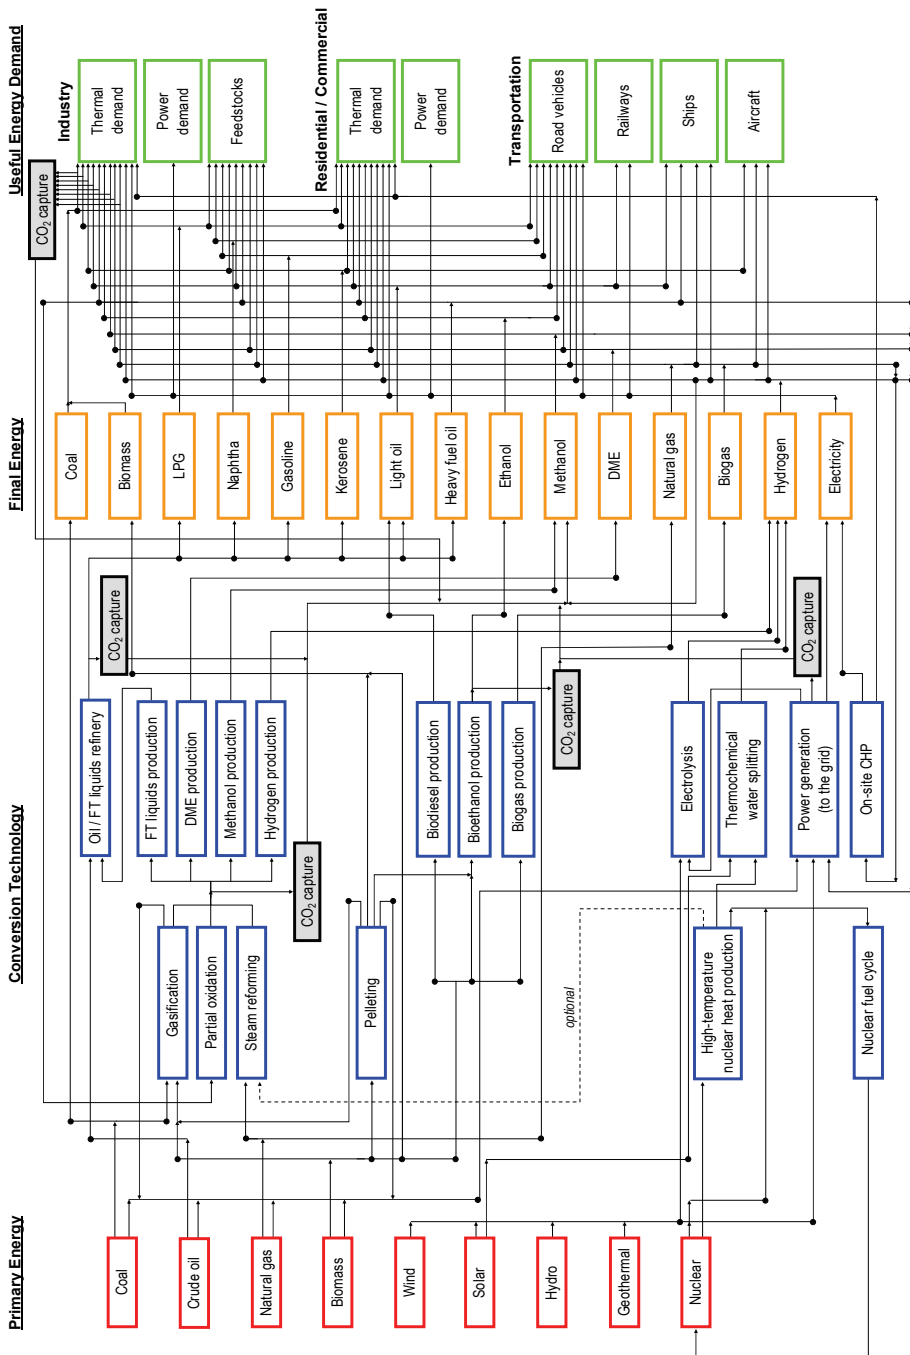 Primary Energy
Coal
Crude oil
Natural gas
Biomass
Wind
Solar
Hydro
Geothermal
Nuclear
Conversion Technology
Gasification
Partial oxidation
Steam reforming
Pelleting
High-temperature
nuclear heat production
Nuclear fuel cycle
optional
CO₂ capture
Oil / FT liquids refinery
FT liquids production
DME production
Methanol production
Hydrogen production
Biodiesel production
Bioethanol production
Biogas production
Electrolysis
Thermochemical
water splitting
Power generation
(to the grid)
On-site CHP
CO₂ capture
CO₂ capture
CO₂ capture
Final Energy
Coal
Biomass
LPG
Naphtha
Gasoline
Kerosene
Light oil
Heavy fuel oil
Ethanol
Methanol
DME
Natural gas
Biogas
Hydrogen
Electricity
Useful Energy Demand
CO₂ capture
Industry
Thermal
demand
Power
demand
Feedstocks
Residential / Commercial
Thermal
demand
Power
demand
Transportation
Road vehicles
Railways
Ships
Aircraft